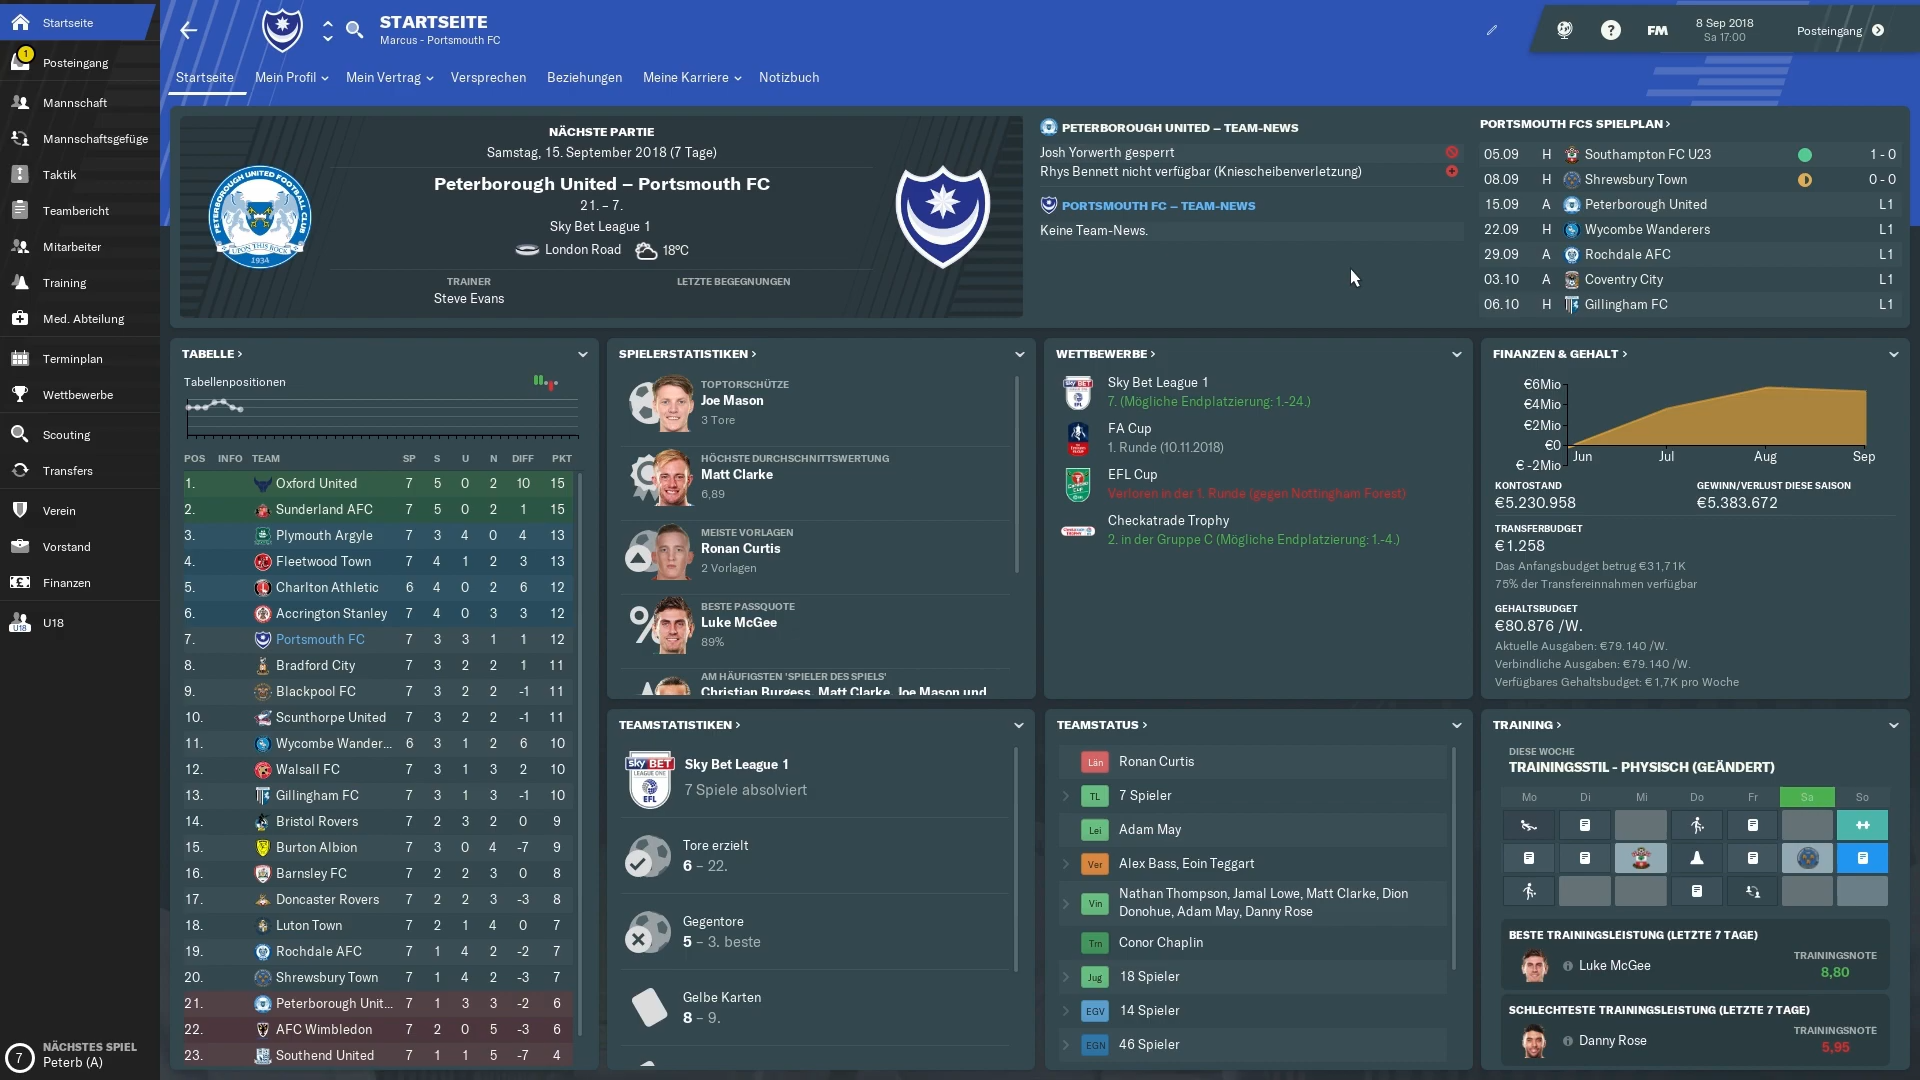 Startseite
1
Posteingang
Mannschaft
Mannschaftsgefüge
Taktik
Teambericht
Mitarbeiter
Training
Med. Abteilung
Terminplan
Wettbewerbe
Scouting
Transfers
Verein
Vorstand
Finanzen
U18
U18
7
NÄCHSTES SPIEL
Peterb (A)
STARTSEITE
Marcus - Portsmouth FC
? FM
8 Sep 2018
Sa 17:00
Posteingang
Startseite Mein Profil Mein Vertrag Versprechen Beziehungen Meine Karriere Notizbuch
NÄCHSTE PARTIE
Samstag, 15. September 2018 (7 Tage)
Peterborough United – Portsmouth FC
21. – 7.
Sky Bet League 1
London Road 18ºC
TRAINER LETZTE BEGEGNUNGEN
Steve Evans
PETERBOROUGH UNITED FOOTBALL CLUB
UPON THIS ROCK
1934
PETERBOROUGH UNITED – TEAM-NEWS
Josh Yorwerth gesperrt
Rhys Bennett nicht verfügbar (Kniescheibenverletzung)
PORTSMOUTH FC – TEAM-NEWS
Keine Team-News.
PORTSMOUTH FCS SPIELPLAN >
05.09 H Southampton FC U23 1 - 0
08.09 H Shrewsbury Town 0 - 0
15.09 A Peterborough United L1
22.09 H Wycombe Wanderers L1
29.09 A Rochdale AFC L1
03.10 A Coventry City L1
06.10 H Gillingham FC L1
TABELLE >
Tabellenpositionen
POS INFO TEAM SP S U N DIFF PKT
1. Oxford United 7 5 0 2 10 15
2. Sunderland AFC 7 5 0 2 1 15
3. Plymouth Argyle 7 3 4 0 4 13
4. Fleetwood Town 7 4 1 2 3 13
5. Charlton Athletic 6 4 0 2 6 12
6. Accrington Stanley 7 4 0 3 3 12
7. Portsmouth FC 7 3 3 1 1 12
8. Bradford City 7 3 2 2 1 11
9. Blackpool FC 7 3 2 2 -1 11
10. Scunthorpe United 7 3 2 2 -1 11
11. Wycombe Wander... 6 3 1 2 6 10
12. Walsall FC 7 3 1 3 2 10
13. Gillingham FC 7 3 1 3 -1 10
14. Bristol Rovers 7 2 3 2 0 9
15. Burton Albion 7 3 0 4 -7 9
16. Barnsley FC 7 2 2 3 0 8
17. Doncaster Rovers 7 2 2 3 -3 8
18. Luton Town 7 2 1 4 0 7
19. Rochdale AFC 7 1 4 2 -2 7
20. Shrewsbury Town 7 1 4 2 -3 7
21. Peterborough Unit... 7 1 3 3 -2 6
22. AFC Wimbledon 7 2 0 5 -3 6
23. Southend United 7 1 1 5 -7 4
SPIELERSTATISTIKEN >
TOPTORSCHÜTZE
Joe Mason
3 Tore
HÖCHSTE DURCHSCHNITTSWERTUNG
Matt Clarke
6,89
MEISTE VORLAGEN
Ronan Curtis
2 Vorlagen
BESTE PASSQUOTE
%
Luke McGee
89%
AM HÄUFIGSTEN 'SPIELER DES SPIELS'
Christian Burgess, Matt Clarke, Joe Mason und
WETTBEWERBE >
Sky Bet League 1
7. (Mögliche Endplatzierung: 1.-24.)
FA Cup
1. Runde (10.11.2018)
EFL Cup
Verloren in der 1. Runde (gegen Nottingham Forest)
Checkatrade Trophy
2. in der Gruppe C (Mögliche Endplatzierung: 1.-4.)
FINANZEN & GEHALT >
€6Mio
€4Mio
€2Mio
€0
€ -2Mio
Jun Jul Aug Sep
KONTOSTAND GEWINN/VERLUST DIESE SAISON
€5.230.958 €5.383.672
TRANSFERBUDGET
€1.258
Das Anfangsbudget betrug €31,71K
75% der Transfereinnahmen verfügbar
GEHALTSBUDGET
€80.876 /W.
Aktuelle Ausgaben: €79.140 /W.
Verbindliche Ausgaben: €79.140 /W.
Verfügbares Gehaltsbudget: €1,7K pro Woche
TEAMSTATISTIKEN >
sky BET
LEAGUE ONE
EFL
Sky Bet League 1
7 Spiele absolviert
Tore erzielt
6 – 22.
Gegentore
5 – 3. beste
Gelbe Karten
8 – 9.
TEAMSTATUS >
Län Ronan Curtis
TL 7 Spieler
Lei Adam May
Ver Alex Bass, Eoin Teggart
Vin Nathan Thompson, Jamal Lowe, Matt Clarke, Dion
Donohue, Adam May, Danny Rose
Trn Conor Chaplin
Jug 18 Spieler
EGV 14 Spieler
EGN 46 Spieler
TRAINING >
DIESE WOCHE
TRAININGSSTIL - PHYSISCH (GEÄNDERT)
Mo Di Mi Do Fr Sa So
BESTE TRAININGSLEISTUNG (LETZTE 7 TAGE)
TRAININGSNOTE
Luke McGee
8,80
SCHLECHTESTE TRAININGSLEISTUNG (LETZTE 7 TAGE)
TRAININGSNOTE
Danny Rose
5,95